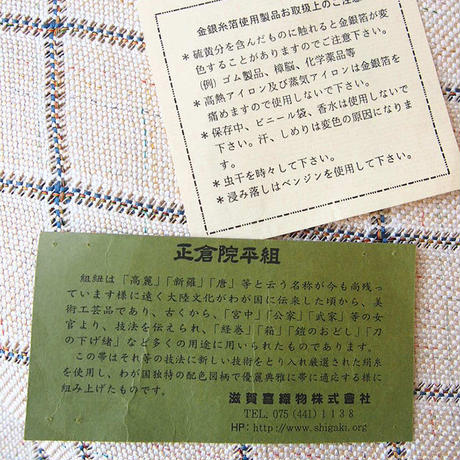 金銀糸箔使用製品お取扱上のご注意
＊硫黄分を含んだものに触れると金銀箔が変
色することがありますのでご注意下さい。
(例) ゴム製品、樟脳、化学薬品等
＊高熱アイロン及び蒸気アイロンは金銀箔を
痛めますので使用しないで下さい。
＊保存中、ビニール袋、香水は使用しないで
下さい。汗、しめりは変色の原因になりま
す。
＊虫干を時々して下さい。
＊浸み落しはベンジンを使用して下さい。
正倉院平組
組紐は「高麗」「新羅」「唐」等と云う名称が今も尚残っ
ています様に遠く大陸文化がわが国に伝来した頃から、美
術工芸品であり、古くから、「宮中」「公家」「武家」等の女
官より、技法を伝えられ、「経巻」「箱」「鎧のおどし」「刀
の下げ緒」など多くの用途に用いられたものであります。
この帯はそれ等の技法に新しい技術をとり入れ厳選された絹糸
を使用し、わが国独特の配色図柄で優麗典雅に帯に適応する様に
組み上げたものです。
滋賀喜織物株式會社
TEL. 075 (441) 1138
HP: http://www.shigaki.org